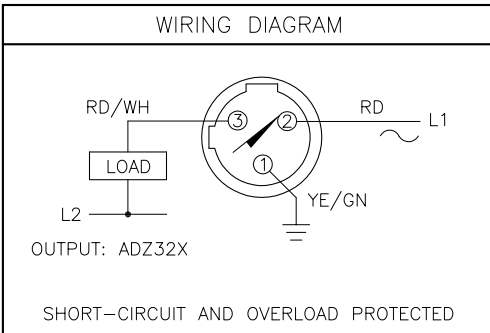 WIRING DIAGRAM
RD/WH
RD
3
2
L1
1
LOAD
YE/GN
L2
OUTPUT: ADZ32X
SHORT-CIRCUIT AND OVERLOAD PROTECTED